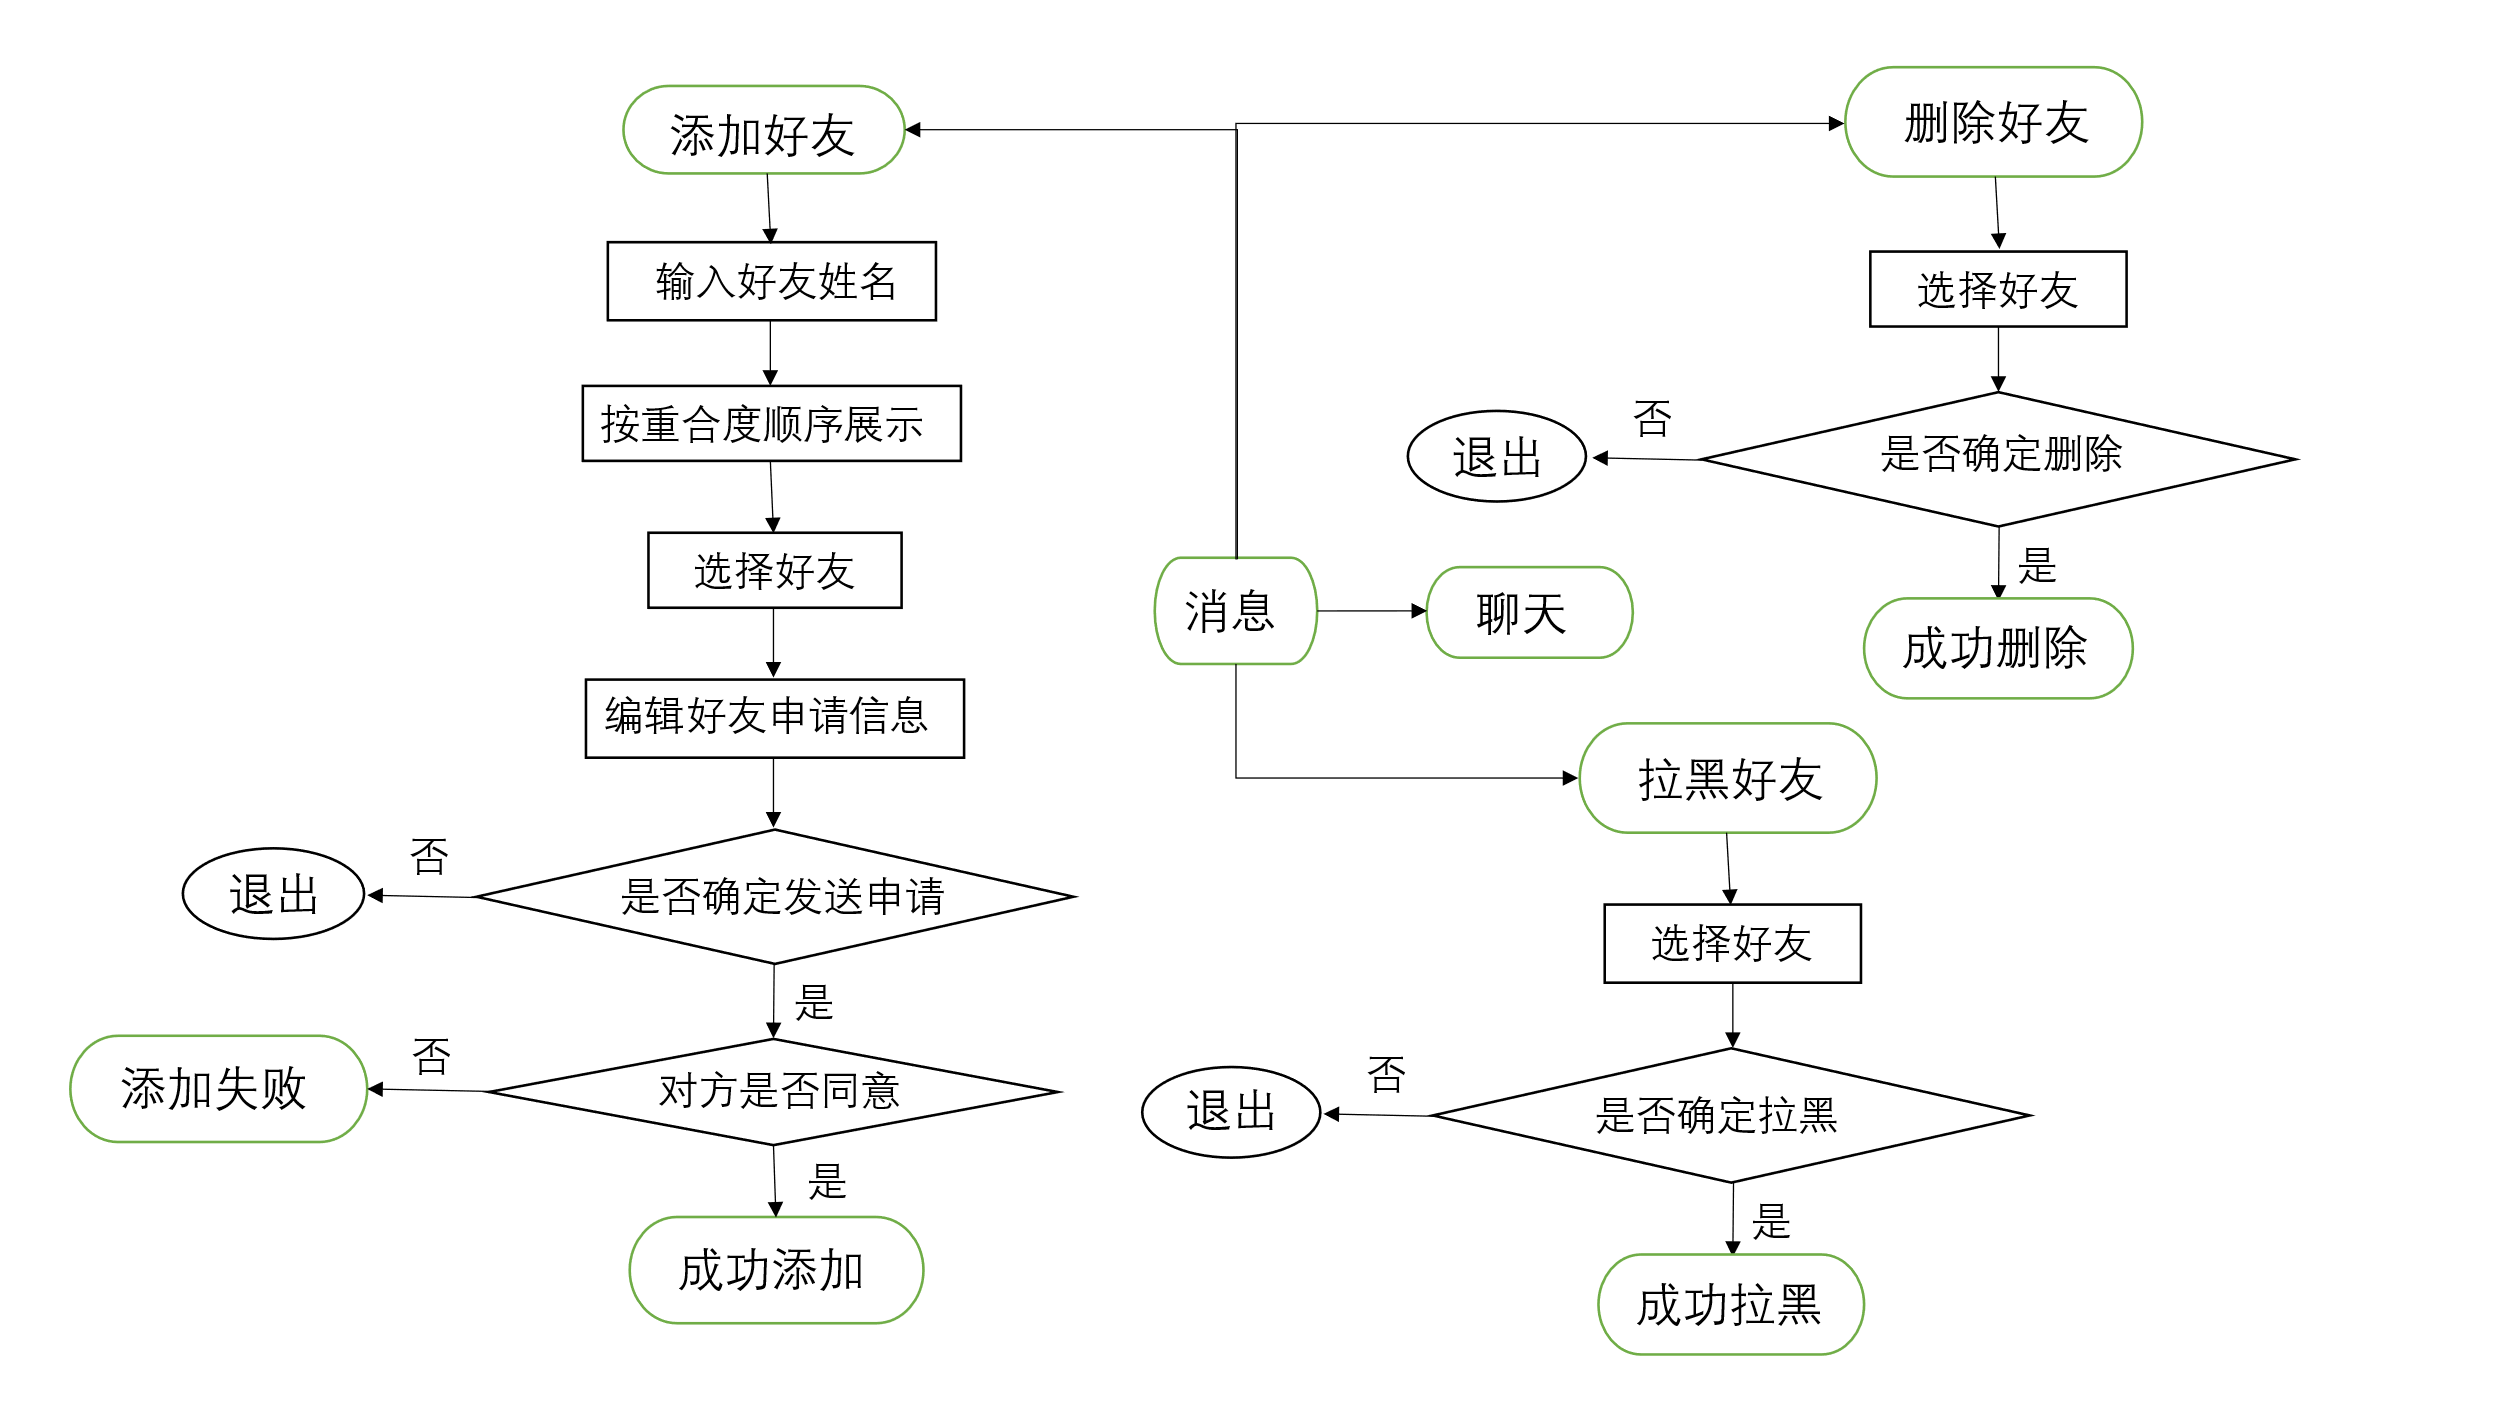 添加好友
输入好友姓名
按重合度顺序展示
选择好友
编辑好友申请信息
是否确定发送申请
否
退出
是
对方是否同意
否
添加失败
是
成功添加
消息
聊天
删除好友
选择好友
是否确定删除
否
退出
是
成功删除
拉黑好友
选择好友
是否确定拉黑
否
退出
是
成功拉黑